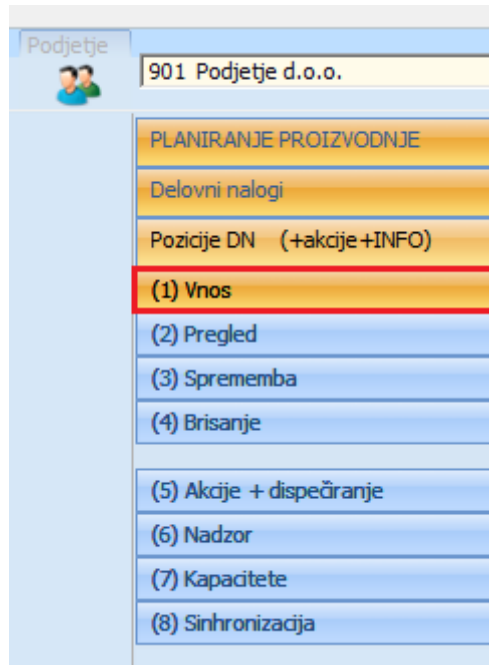 Podjetje
901 Podjetje d.o.o.
PLANIRANJE PROIZVODNJE
Delovni nalogi
Pozicije DN (+akcije+INFO)
(1) Vnos
(2) Pregled
(3) Sprememba
(4) Brisanje
(5) Akcije + dispečiranje
(6) Nadzor
(7) Kapacitete
(8) Sinhronizacija